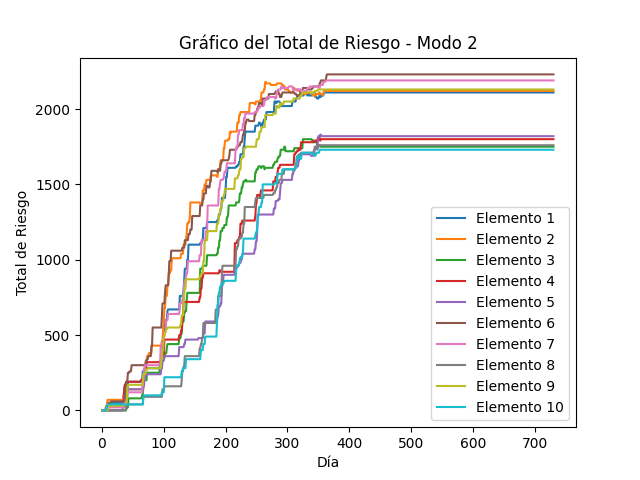 Gráfico del Total de Riesgo - Modo 2
Total de Riesgo
2000
1500
1000
500
0
Elemento 1
Elemento 2
Elemento 3
Elemento 4
Elemento 5
Elemento 6
Elemento 7
Elemento 8
Elemento 9
Elemento 10
0 100 200 300 400 500 600 700
Día